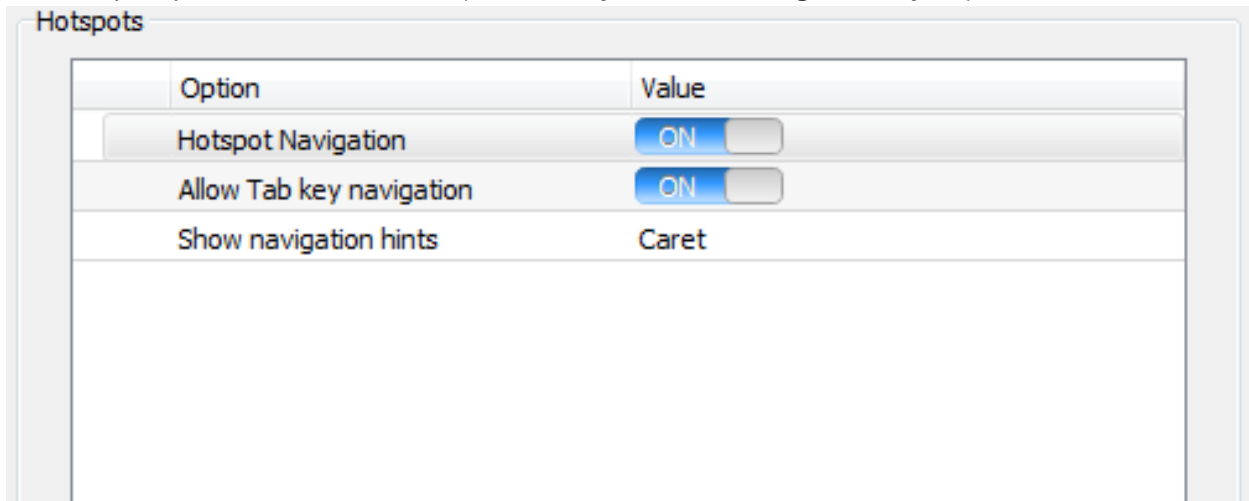 Hotspots
Option Value
Hotspot Navigation ON
Allow Tab key navigation ON
Show navigation hints Caret